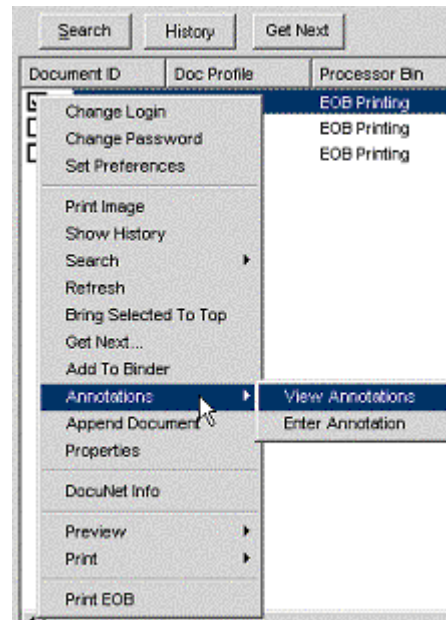 Search History Get Next
Document ID Doc Profile Processor Bin
EOB Printing
EOB Printing
EOB Printing
Change Login
Change Password
Set Preferences
Print Image
Show History
Search
Refresh
Bring Selected To Top
Get Next...
Add To Binder
Annotations
View Annotations
Append Document
Enter Annotation
Properties
DocuNet Info
Preview
Print
Print EOB